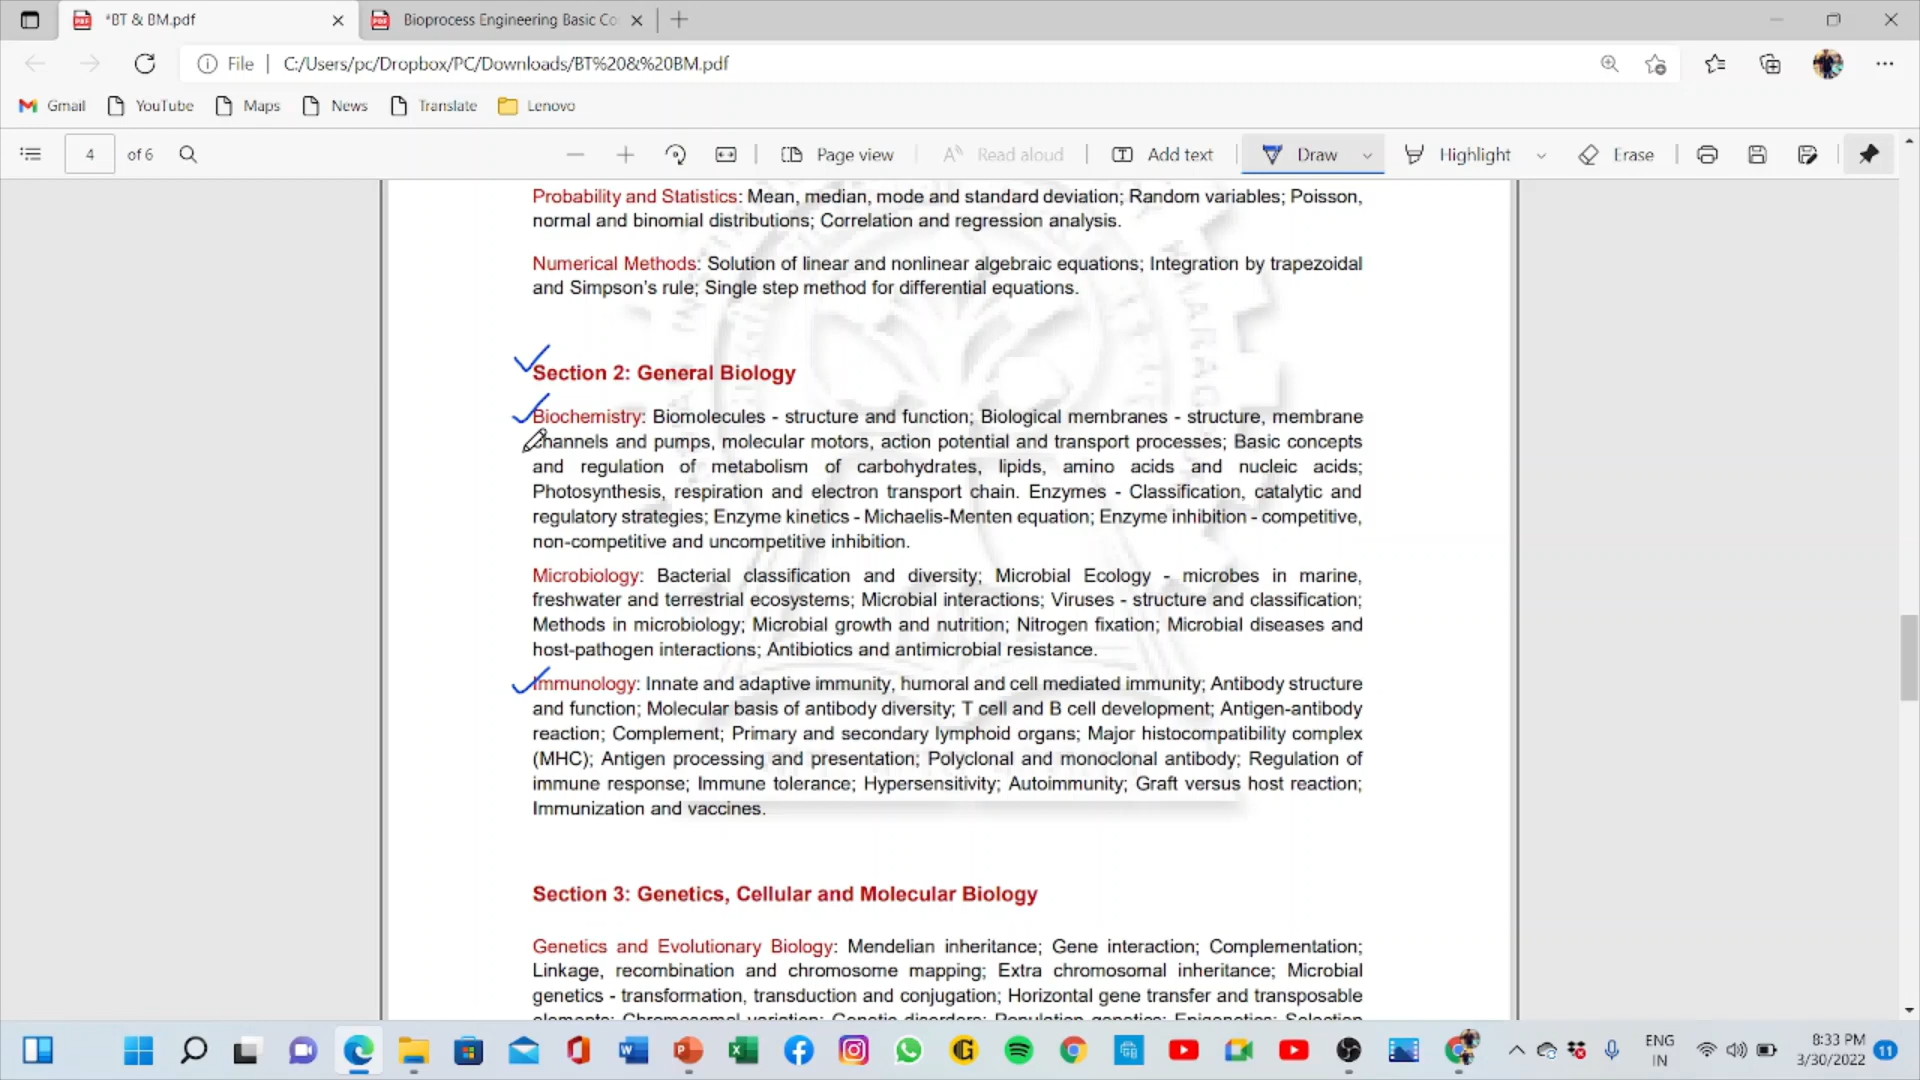 *BT & BM.pdf
Bioprocess Engineering Basic Co
File
C:/Users/pc/Dropbox/PC/Downloads/BT%20&%20BM.pdf
Gmail YouTube Maps News Translate Lenovo
4 of 6 Page view Read aloud Add text Draw Highlight Erase
Probability and Statistics: Mean, median, mode and standard deviation; Random variables; Poisson,
normal and binomial distributions; Correlation and regression analysis.
Numerical Methods: Solution of linear and nonlinear algebraic equations; Integration by trapezoidal
and Simpson's rule; Single step method for differential equations.
Section 2: General Biology
Biochemistry: Biomolecules - structure and function; Biological membranes - structure, membrane
channels and pumps, molecular motors, action potential and transport processes; Basic concepts
and regulation of metabolism of carbohydrates, lipids, amino acids and nucleic acids;
Photosynthesis, respiration and electron transport chain. Enzymes - Classification, catalytic and
regulatory strategies; Enzyme kinetics - Michaelis-Menten equation; Enzyme inhibition - competitive,
non-competitive and uncompetitive inhibition.
Microbiology: Bacterial classification and diversity; Microbial Ecology - microbes in marine,
freshwater and terrestrial ecosystems; Microbial interactions; Viruses - structure and classification;
Methods in microbiology; Microbial growth and nutrition; Nitrogen fixation; Microbial diseases and
host-pathogen interactions; Antibiotics and antimicrobial resistance.
Immunology: Innate and adaptive immunity, humoral and cell mediated immunity; Antibody structure
and function; Molecular basis of antibody diversity; T cell and B cell development; Antigen-antibody
reaction; Complement; Primary and secondary lymphoid organs; Major histocompatibility complex
(MHC); Antigen processing and presentation; Polyclonal and monoclonal antibody; Regulation of
immune response; Immune tolerance; Hypersensitivity; Autoimmunity; Graft versus host reaction;
Immunization and vaccines.
Section 3: Genetics, Cellular and Molecular Biology
Genetics and Evolutionary Biology: Mendelian inheritance; Gene interaction; Complementation;
Linkage, recombination and chromosome mapping; Extra chromosomal inheritance; Microbial
genetics - transformation, transduction and conjugation; Horizontal gene transfer and transposable
elements; Chromosomal variation; Genetic disorders; Population genetics; Epigenetics; Selection
ENG
IN
8:33 PM
3/30/2022
11